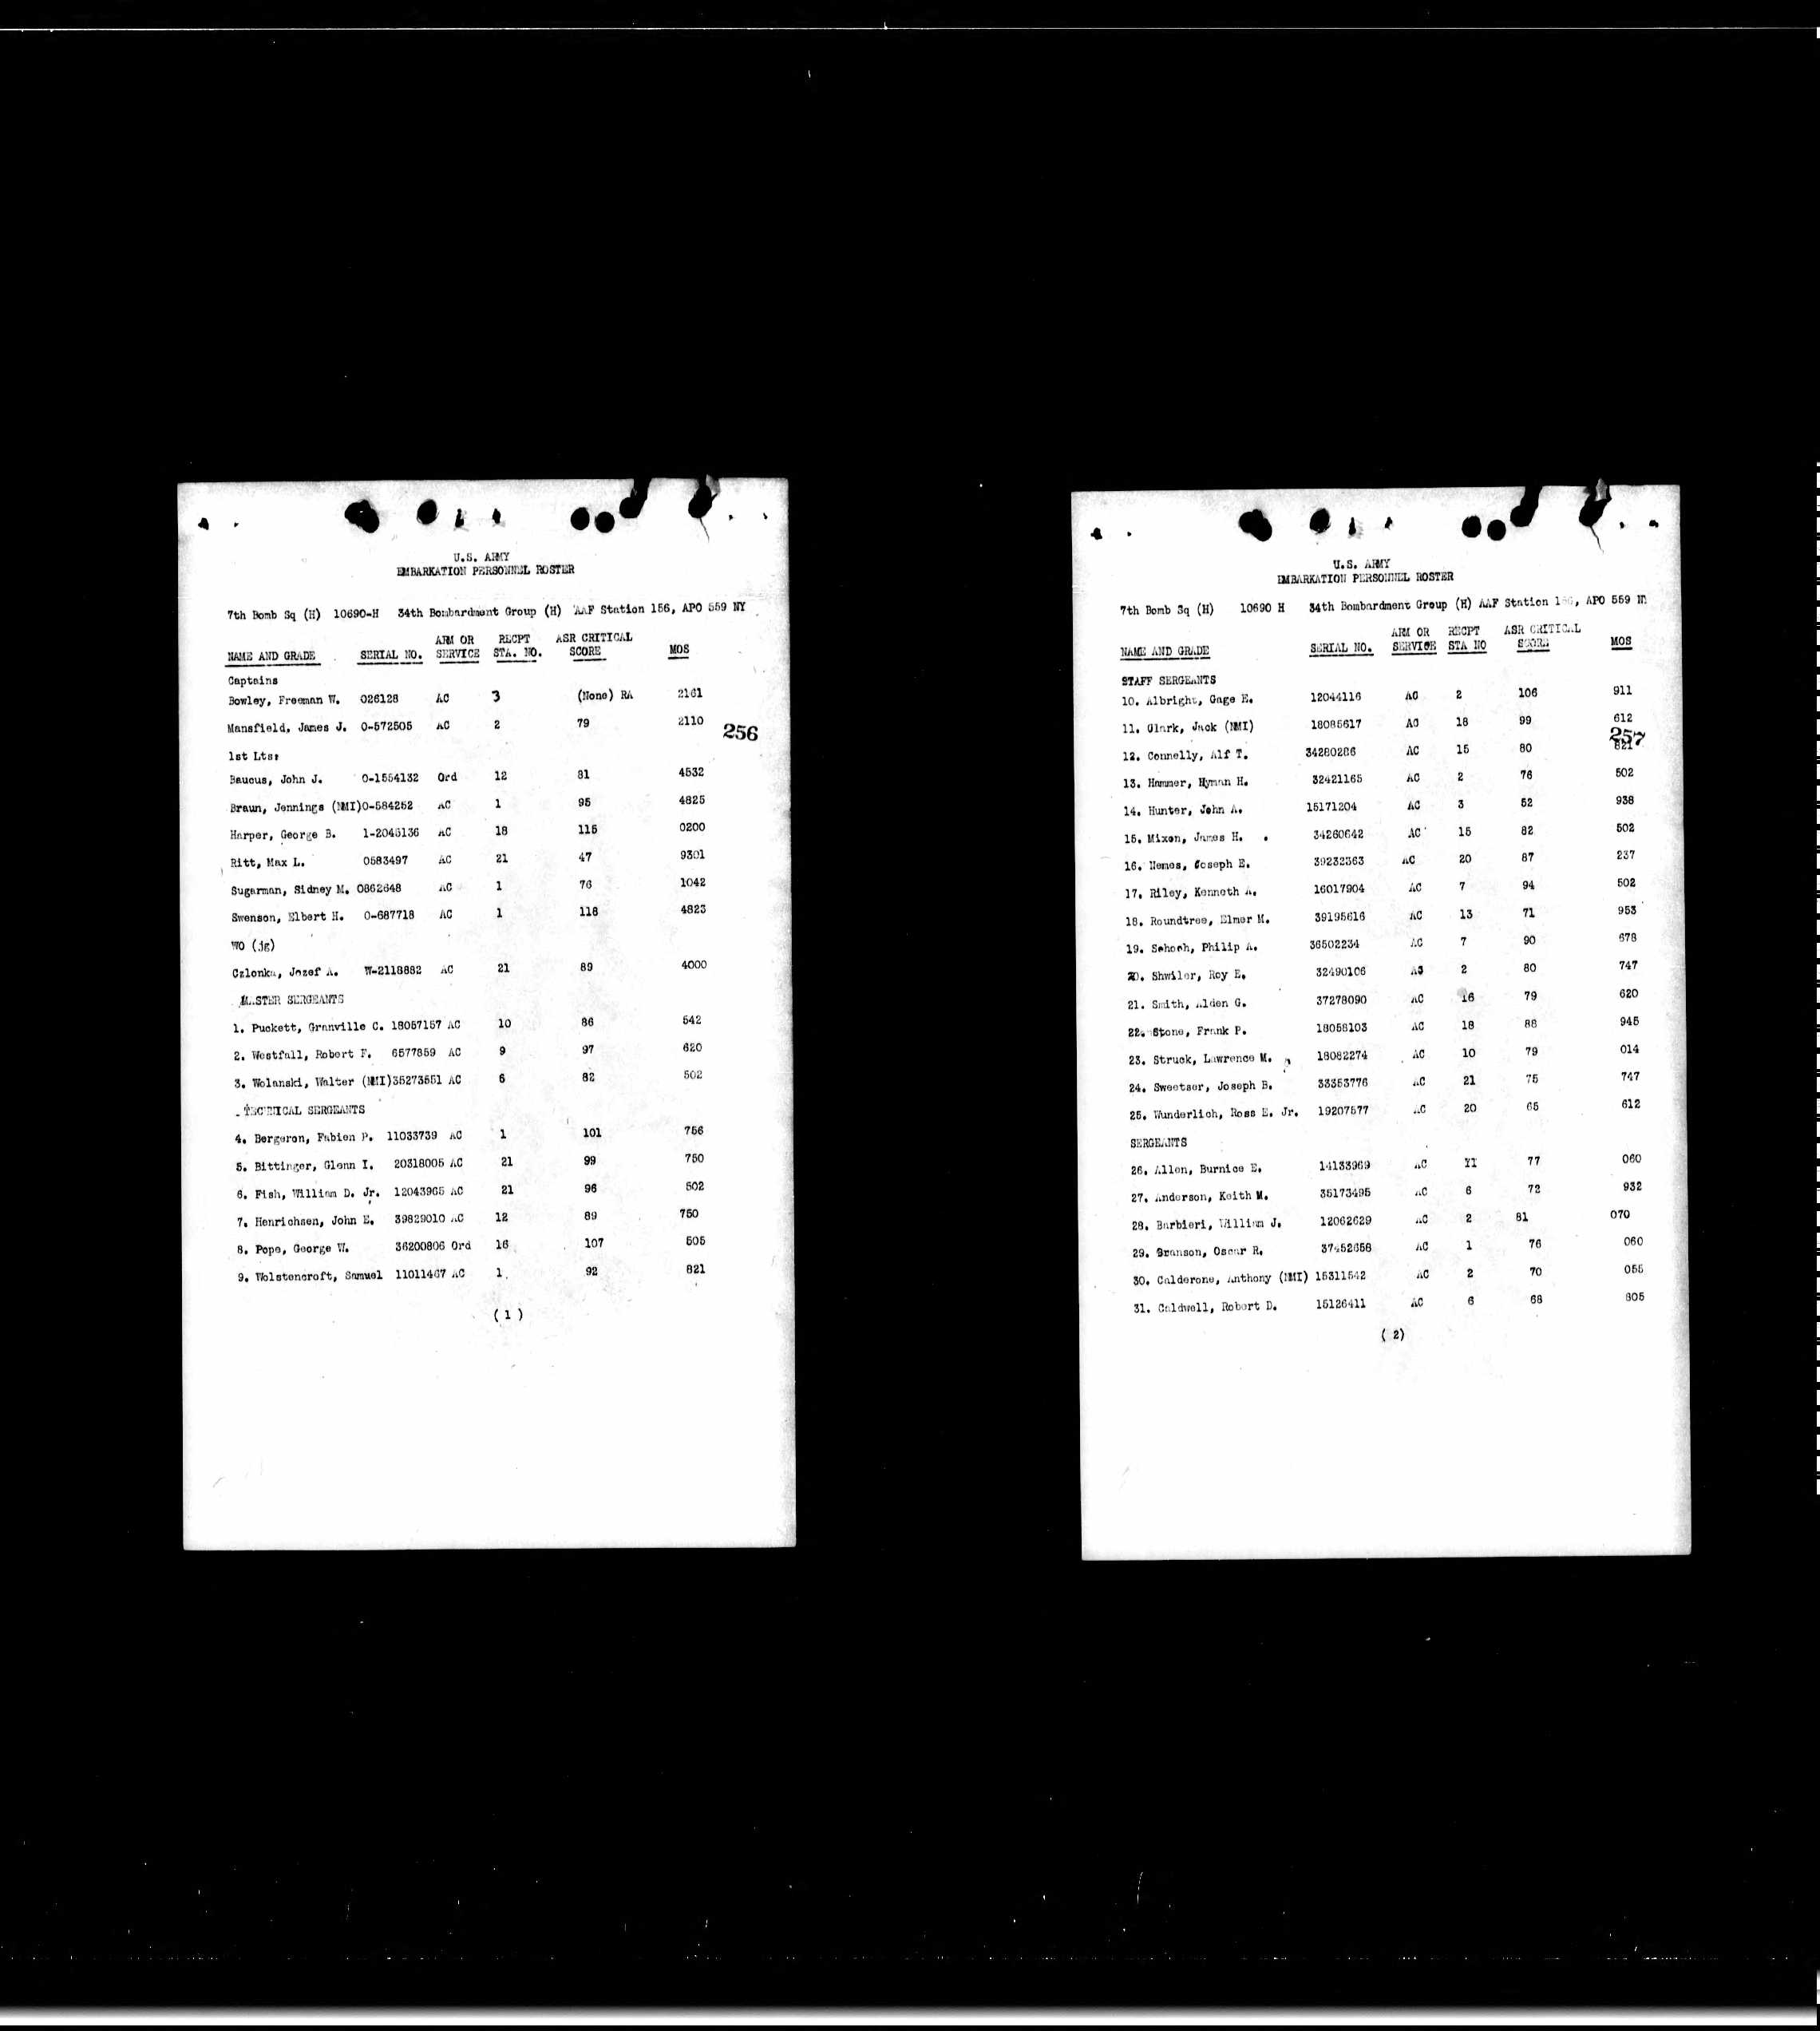 U.S. ARMY
EMBARKATION PERSONNEL ROSTER
7th Bomb Sq (H) 10690-H 34th Bombardment Group (H) AAF Station 156, APO 559 NY
NAME AND GRADE SERIAL NO. ARM OR SERVICE RECPT STA. NO. ASR CRITICAL SCORE MOS
Captains
Bowley, Freeman W. 026128 AC 3 (None) RA 2161
Mansfield, James J. 0-572505 AC 2 79 2110
256
1st Lts.
Baucus, John J. 0-1554132 Ord 12 81 4532
Braun, Jennings (NMI) 0-584252 AC 1 95 4825
Harper, George B. 1-2046136 AC 18 115 0200
Ritt, Max L. 0583497 AC 21 47 9301
Sugarman, Sidney M. 0862648 AC 1 76 1042
Swenson, Elbert H. 0-687718 AC 1 118 4823
WO (jg)
Czlonka, Jozef A. W-2118882 AC 21 89 4000
MASTER SERGEANTS
1. Puckett, Granville C. 18057157 AC 10 86 542
2. Westfall, Robert F. 6577859 AC 9 97 620
3. Wolanski, Walter (NMI) 35273551 AC 6 82 502
TECHNICAL SERGEANTS
4. Bergeron, Fabien P. 11033739 AC 1 101 756
5. Bittinger, Glenn I. 20318005 AC 21 99 750
6. Fish, William D. Jr. 12043965 AC 21 96 502
7. Henrichsen, John E. 39829010 AC 12 89 750
8. Pope, George W. 36200806 Ord 16 107 505
9. Wolstencroft, Samuel 11011467 AC 1 92 821
( 1 )
U.S. ARMY
EMBARKATION PERSONNEL ROSTER
7th Bomb Sq (H) 10690 H 34th Bombardment Group (H) AAF Station 156, APO 559 NY
NAME AND GRADE SERIAL NO. ARM OR SERVICE RECPT STA NO ASR CRITICAL SCORE MOS
STAFF SERGEANTS
10. Albright, Gage E. 12044116 AC 2 106 911
11. Clark, Jack (NMI) 18085617 AC 18 99 612
257
12. Connelly, Alf T. 34280286 AC 15 80 821
13. Hammer, Hyman H. 32421165 AC 2 76 502
14. Hunter, John A. 15171204 AC 3 52 938
15. Mixon, James H. 34260642 AC 15 82 502
16. Nemes, Joseph E. 39232363 AC 20 87 237
17. Riley, Kenneth A. 16017904 AC 7 94 502
18. Roundtree, Elmer M. 39195616 AC 13 71 953
19. Schoch, Philip A. 36502234 AC 7 90 678
20. Shwiler, Roy E. 32490106 AC 2 80 747
21. Smith, Alden G. 37278090 AC 16 79 620
22. Stone, Frank P. 18058103 AC 18 88 945
23. Struck, Lawrence M. 18082274 AC 10 79 014
24. Sweetser, Joseph B. 33353776 AC 21 75 747
25. Wunderlich, Ross E. Jr. 19207577 AC 20 65 612
SERGEANTS
26. Allen, Burnice E. 14133969 AC 77 060
27. Anderson, Keith M. 35173495 AC 6 72 932
28. Barbieri, William J. 12062629 AC 2 81 070
29. Branson, Oscar R. 37452658 AC 1 76 060
30. Calderone, Anthony (NMI) 15311542 AC 2 70 055
31. Caldwell, Robert D. 15126411 AC 6 68 805
( 2)